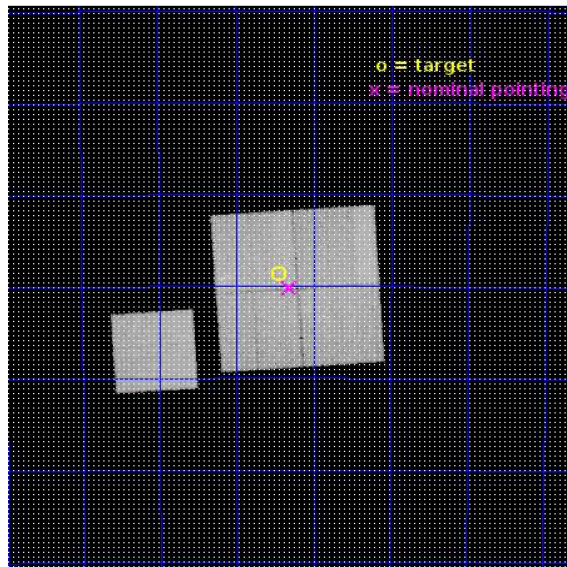 o = target
x = nominal pointing